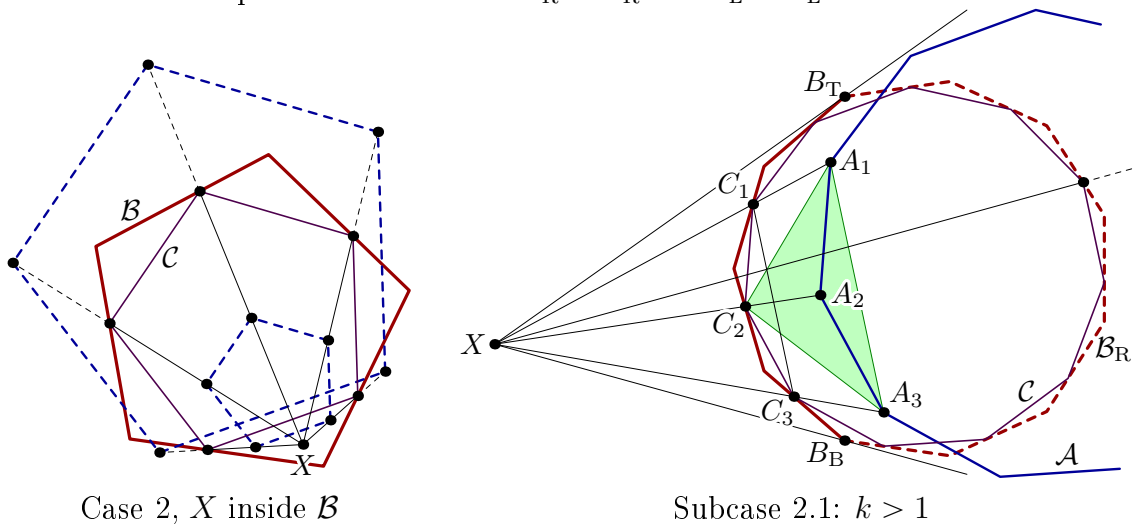 B_T
A_1
C_1
ℬ
𝒞
A_2
C_2
X
ℬ_R
A_3
C_3
𝒞
B_B
𝒜
X
Case 2, X inside ℬ
Subcase 2.1: k > 1